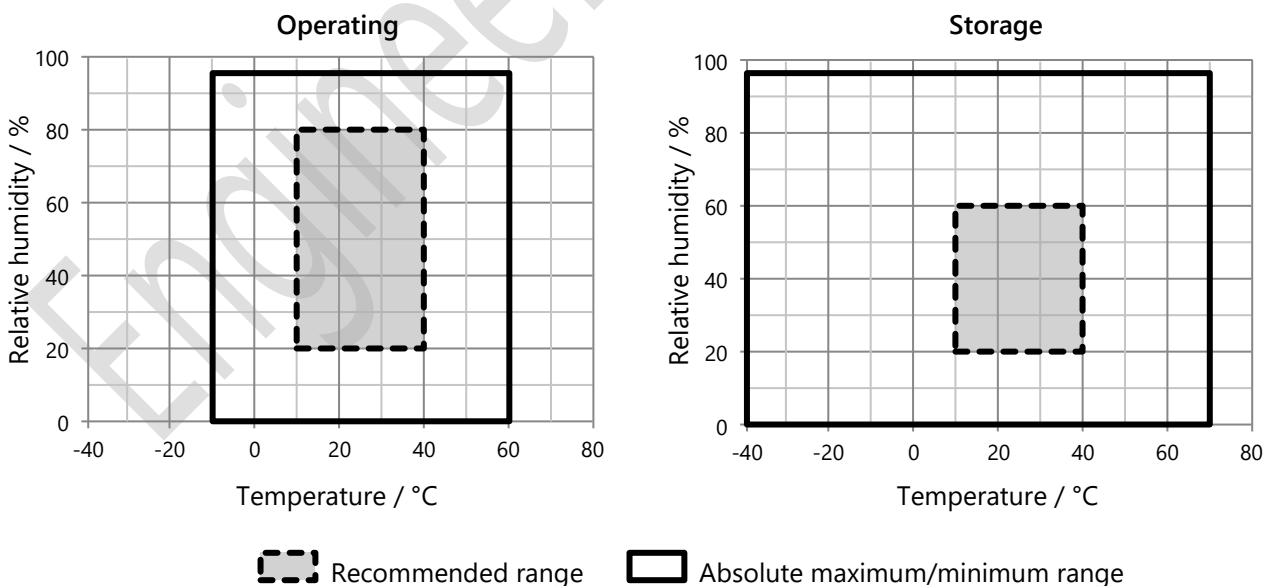 Operating
Relative humidity / %
100
80
60
40
20
0
-40 -20 0 20 40 60 80
Temperature / °C
Storage
Relative humidity / %
100
80
60
40
20
0
-40 -20 0 20 40 60 80
Temperature / °C
Recommended range
Absolute maximum/minimum range